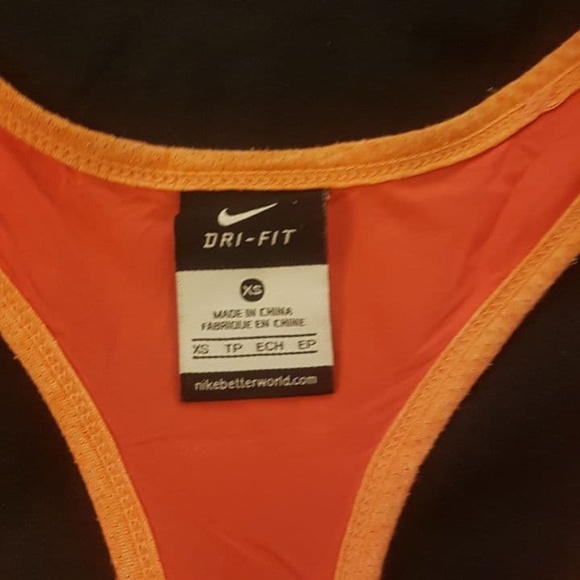 DRI-FIT
XS
MADE IN CHINA
FABRIQUE EN CHINE
XS TP ECH EP
nikebetterworld.com